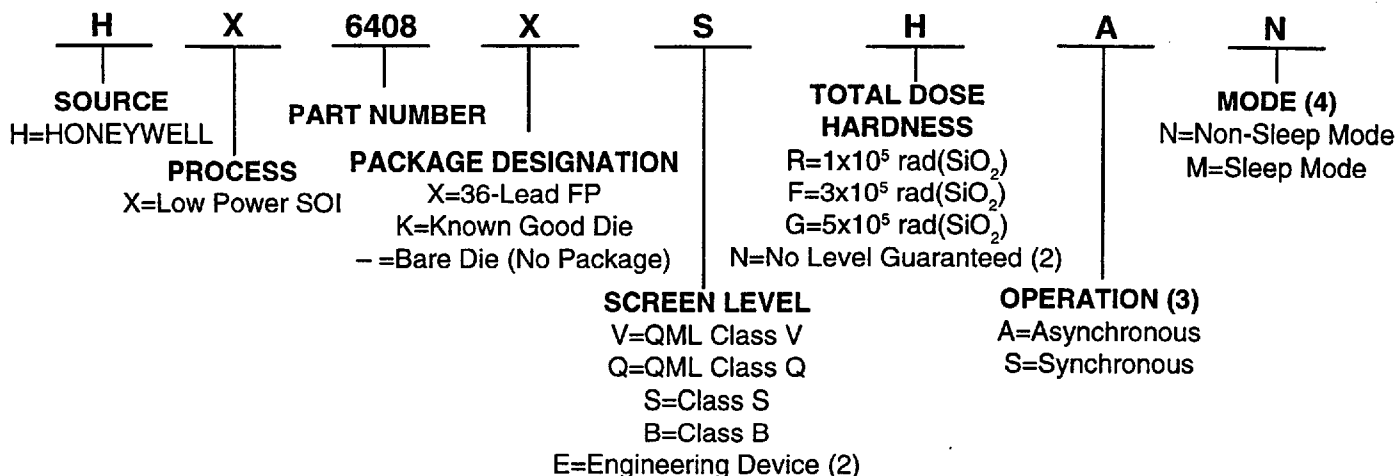 H X 6408 X S H A N
SOURCE
H=HONEYWELL
PROCESS
X=Low Power SOI
PART NUMBER
PACKAGE DESIGNATION
X=36-Lead FP
K=Known Good Die
– =Bare Die (No Package)
SCREEN LEVEL
V=QML Class V
Q=QML Class Q
S=Class S
B=Class B
E=Engineering Device (2)
TOTAL DOSE
HARDNESS
R=1x10⁵ rad(SiO₂)
F=3x10⁵ rad(SiO₂)
G=5x10⁵ rad(SiO₂)
N=No Level Guaranteed (2)
OPERATION (3)
A=Asynchronous
S=Synchronous
MODE (4)
N=Non-Sleep Mode
M=Sleep Mode